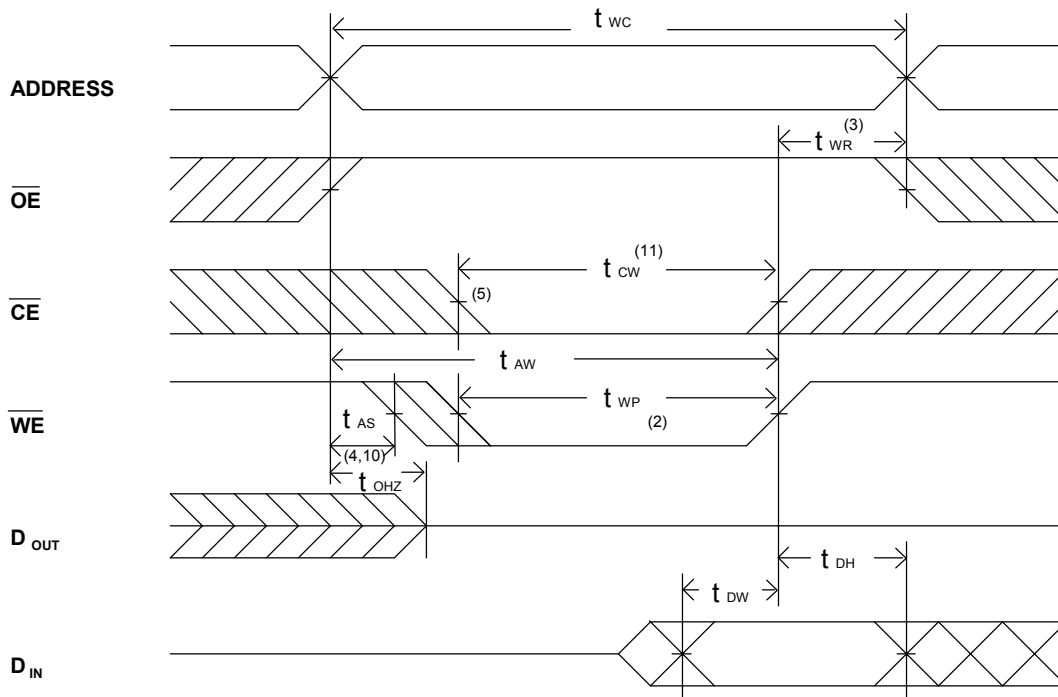 t WC
ADDRESS
t WR (3)
OE
t CW (11)
(5)
CE
t AW
WE
t WP (2)
t AS
(4,10)
t OHZ
D OUT
t DH
t DW
D IN